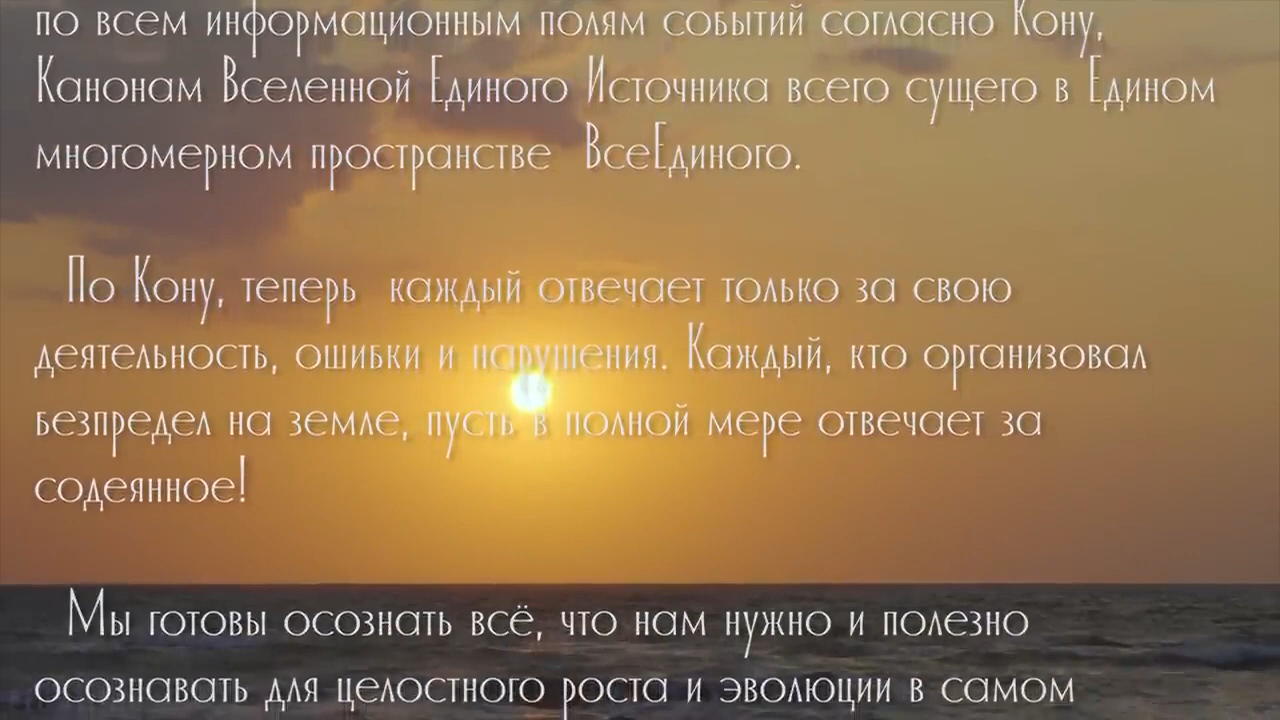 по всем информационным полям событий согласно Кону,
Канонам Вселенной Единого Источника всего сущего в Едином
многомерном пространстве ВсеЕдиного.
По Кону, теперь каждый отвечает только за свою
деятельность, ошибки и нарушения. Каждый, кто организовал
безпредел на земле, пусть в полной мере отвечает за
содеянное!
Мы готовы осознать всё, что нам нужно и полезно
осознавать для целостного роста и эволюции в самом